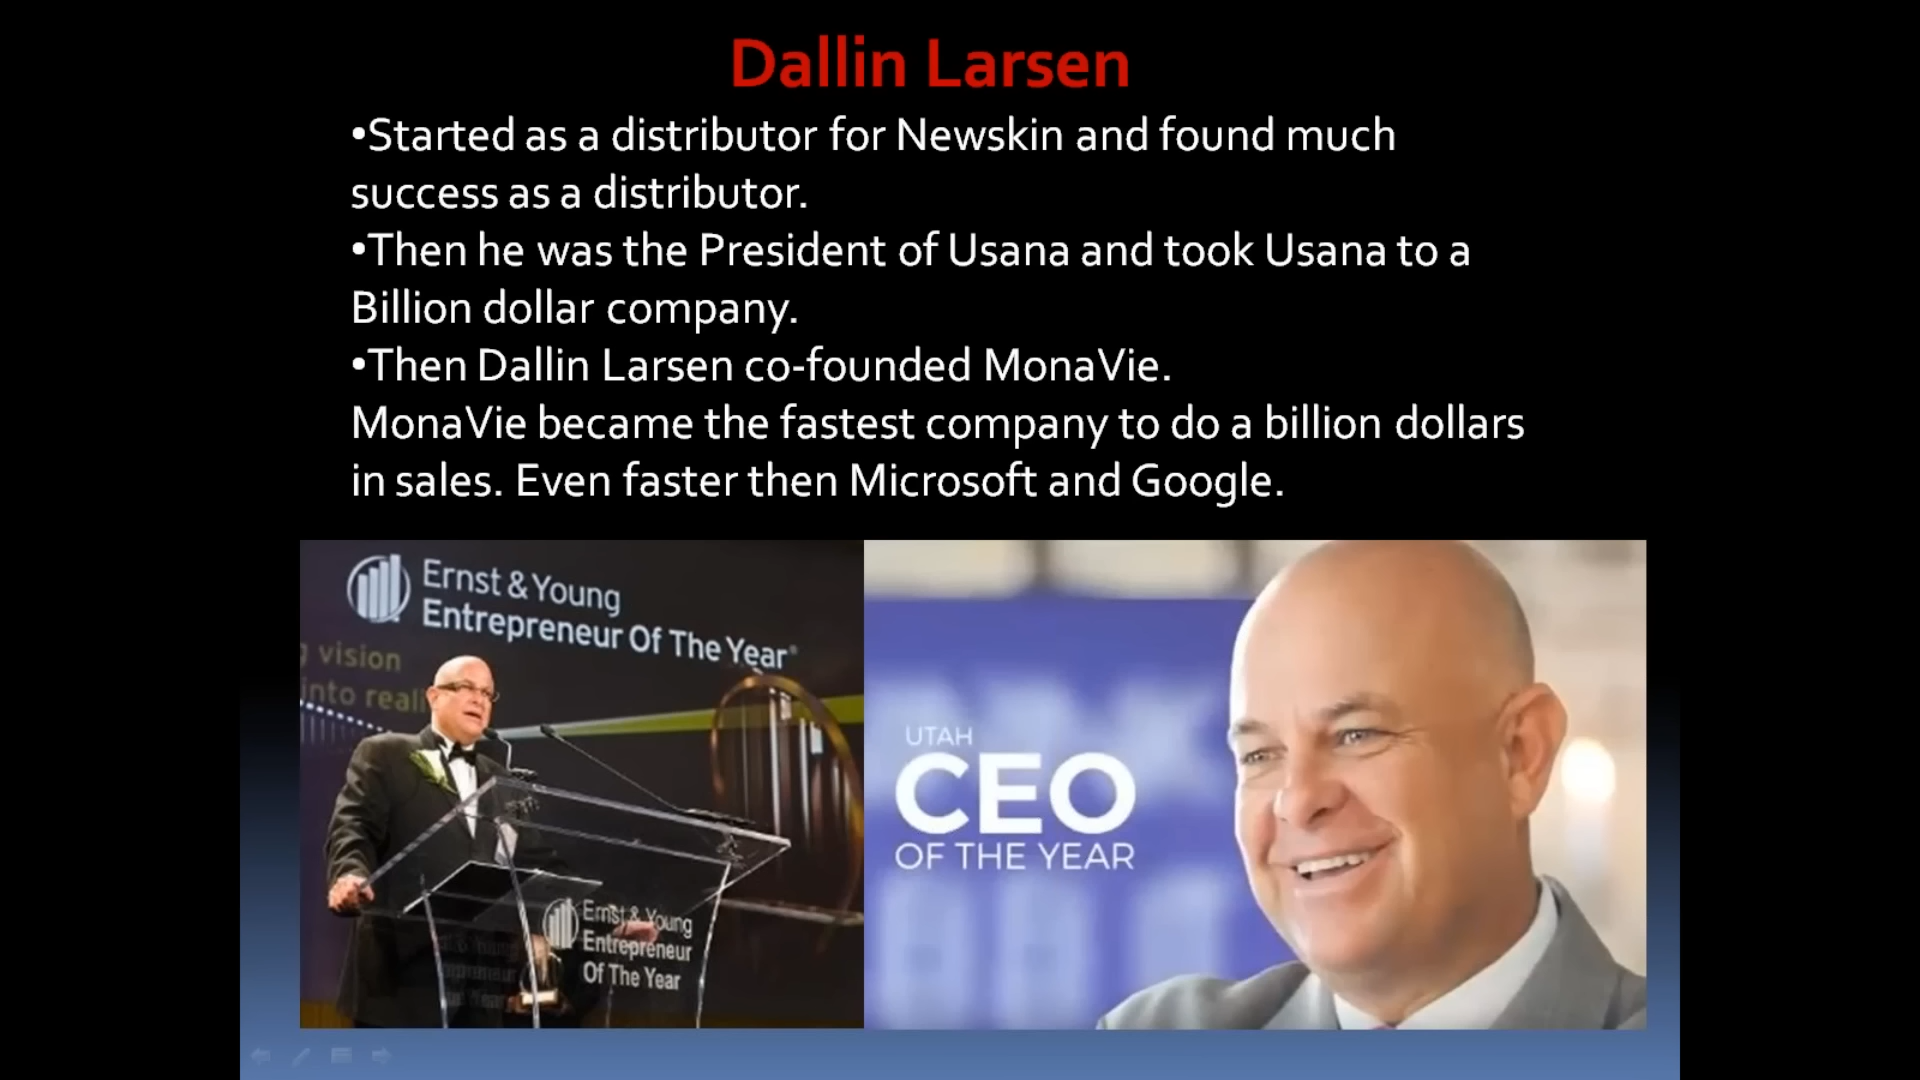 Dallin Larsen
•Started as a distributor for Newskin and found much
success as a distributor.
•Then he was the President of Usana and took Usana to a
Billion dollar company.
•Then Dallin Larsen co-founded MonaVie.
MonaVie became the fastest company to do a billion dollars
in sales. Even faster then Microsoft and Google.
Ernst & Young
Entrepreneur Of The Year®
vision
into reali
Ernst & Young
Entrepreneur
Of The Year
UTAH
CEO
OF THE YEAR